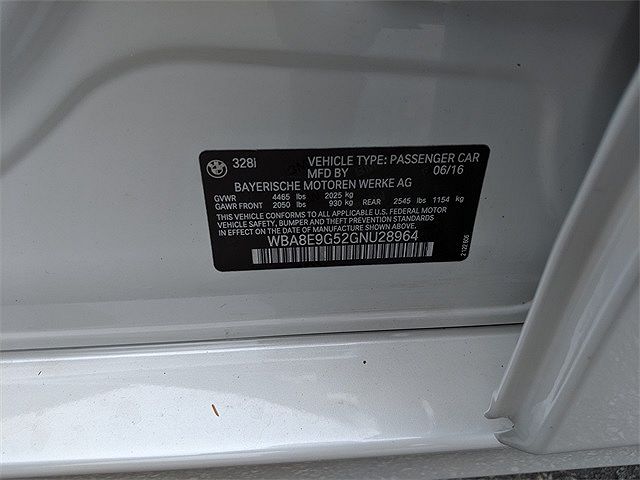 328i VEHICLE TYPE: PASSENGER CAR
MFD BY 06/16
BAYERISCHE MOTOREN WERKE AG
GVWR 4465 lbs 2025 kg
GAWR FRONT 2050 lbs 930 kg REAR 2545 lbs 1154 kg
THIS VEHICLE CONFORMS TO ALL APPLICABLE U.S. FEDERAL MOTOR
VEHICLE SAFETY, BUMPER AND THEFT PREVENTION STANDARDS IN
EFFECT ON THE DATE OF MANUFACTURE SHOWN ABOVE.
WBA8E9G52GNU28964